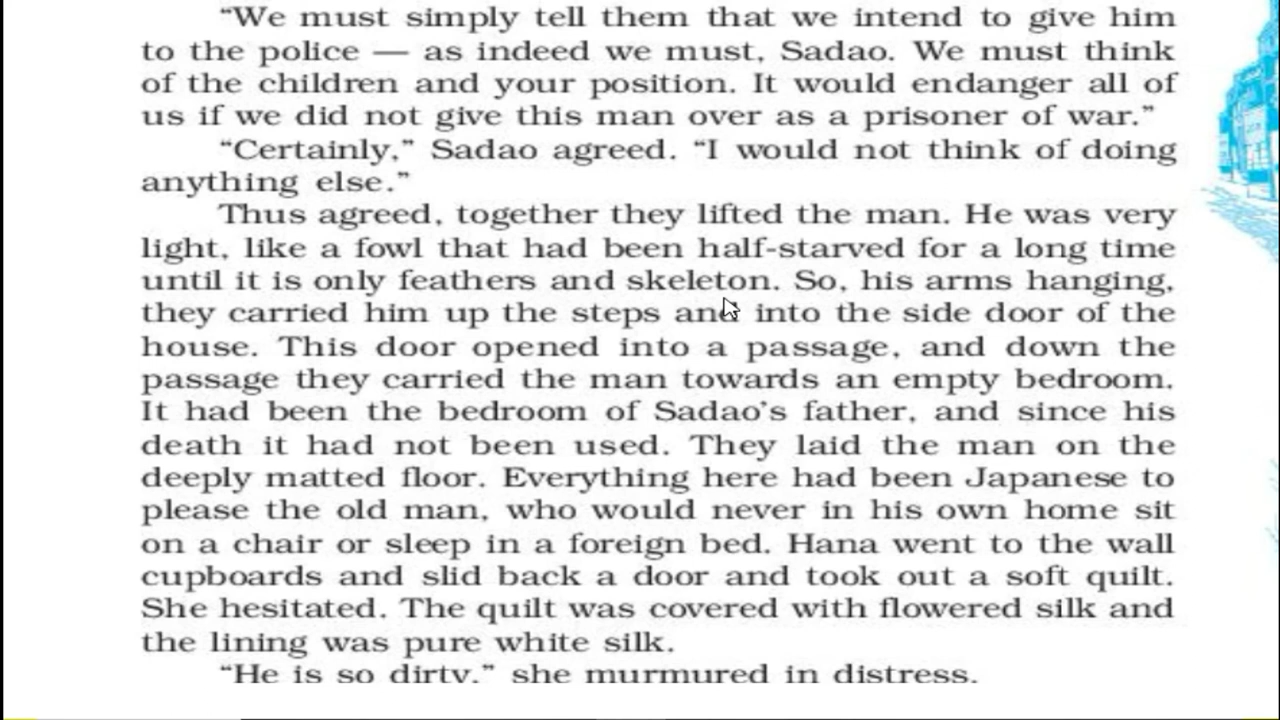 “We must simply tell them that we intend to give him
to the police — as indeed we must, Sadao. We must think
of the children and your position. It would endanger all of
us if we did not give this man over as a prisoner of war.”
“Certainly,” Sadao agreed. “I would not think of doing
anything else.”
Thus agreed, together they lifted the man. He was very
light, like a fowl that had been half-starved for a long time
until it is only feathers and skeleton. So, his arms hanging,
they carried him up the steps and into the side door of the
house. This door opened into a passage, and down the
passage they carried the man towards an empty bedroom.
It had been the bedroom of Sadao’s father, and since his
death it had not been used. They laid the man on the
deeply matted floor. Everything here had been Japanese to
please the old man, who would never in his own home sit
on a chair or sleep in a foreign bed. Hana went to the wall
cupboards and slid back a door and took out a soft quilt.
She hesitated. The quilt was covered with flowered silk and
the lining was pure white silk.
“He is so dirty,” she murmured in distress.